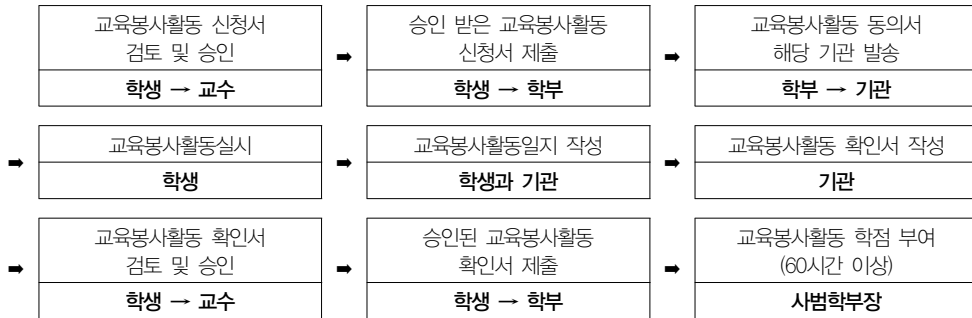 교육봉사활동 신청서
검토 및 승인
학생 → 교수
➡
승인 받은 교육봉사활동
신청서 제출
학생 → 학부
➡
교육봉사활동 동의서
해당 기관 발송
학부 → 기관
➡
교육봉사활동실시
학생
➡
교육봉사활동일지 작성
학생과 기관
➡
교육봉사활동 확인서 작성
기관
➡
교육봉사활동 확인서
검토 및 승인
학생 → 교수
➡
승인된 교육봉사활동
확인서 제출
학생 → 학부
➡
교육봉사활동 학점 부여
(60시간 이상)
사범학부장